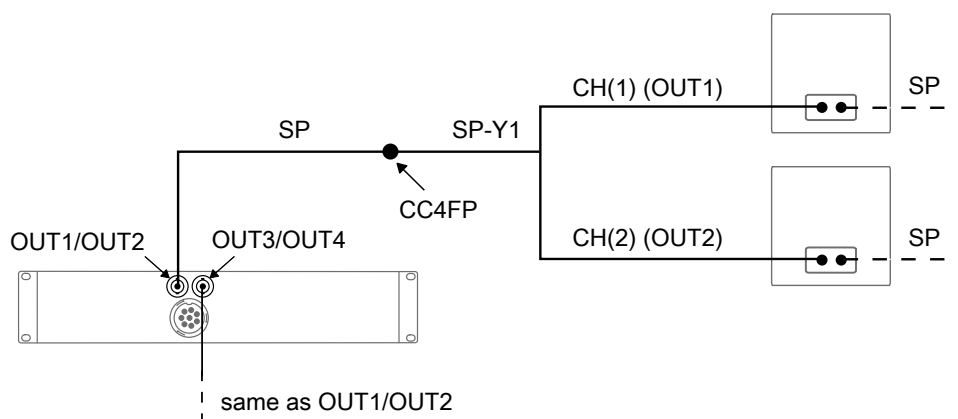 CH(1) (OUT1)
SP
SP
SP-Y1
CC4FP
OUT1/OUT2
OUT3/OUT4
CH(2) (OUT2)
SP
same as OUT1/OUT2